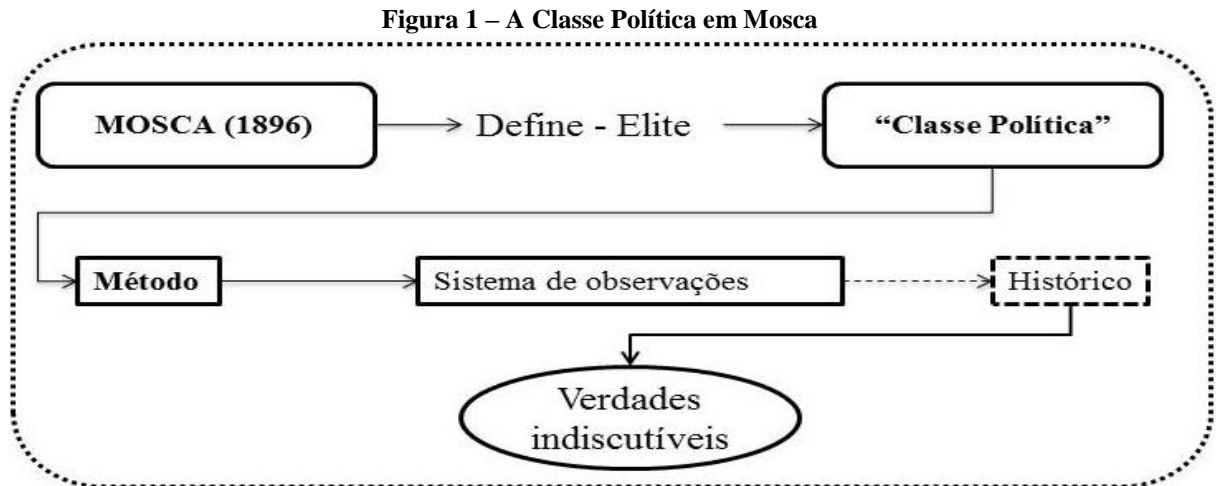 Figura 1 – A Classe Política em Mosca
MOSCA (1896)
Define - Elite
“Classe Política”
Método
Sistema de observações
Histórico
Verdades
indiscutíveis